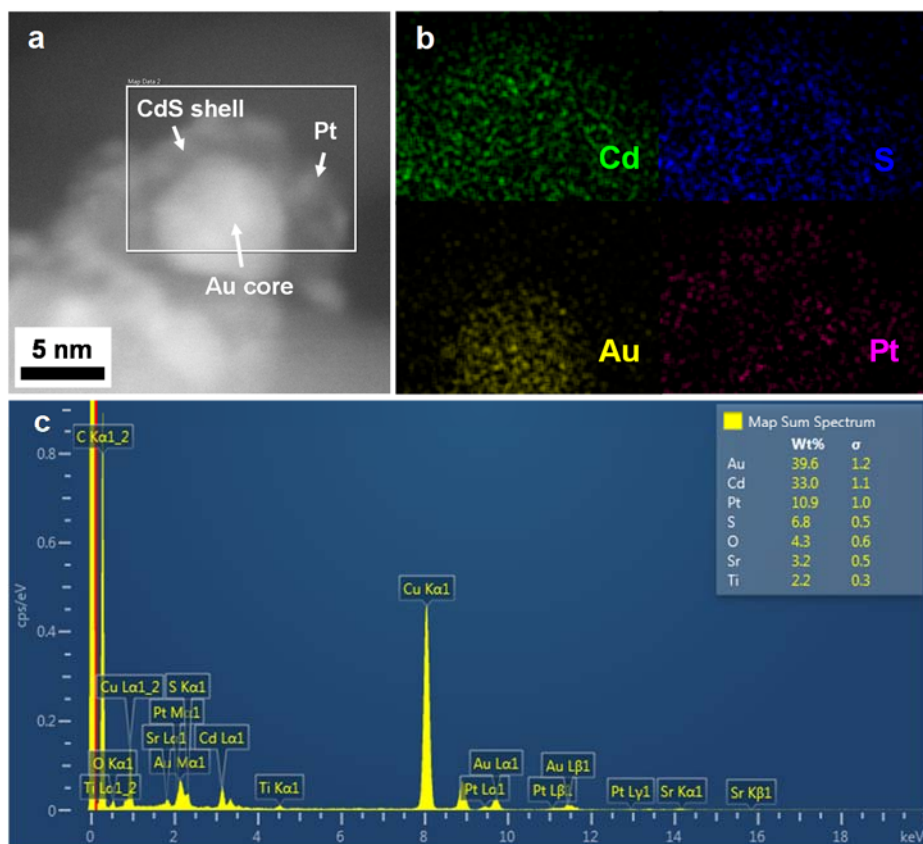 a
Map Data 2
CdS shell
Pt
Au core
5 nm
b
Cd
S
Au
Pt
c
C Kα1_2
Map Sum Spectrum
Wt% σ
Au 39.6 1.2
Cd 33.0 1.1
Pt 10.9 1.0
S 6.8 0.5
O 4.3 0.6
Sr 3.2 0.5
Ti 2.2 0.3
0.8
0.6
cps/eV
Cu Kα1
0.4
Cu Lα1_2 S Kα1
0.2
Pt Mα1
Sr Lα1 Cd Lα1
O Kα1 Au Mα1 Au Lα1 Au Lβ1
Ti Lα1_2 Ti Kα1 Pt Lα1 Pt Lβ1 Pt Lγ1 Sr Kα1 Sr Kβ1
0
0 2 4 6 8 10 12 14 16 18 keV